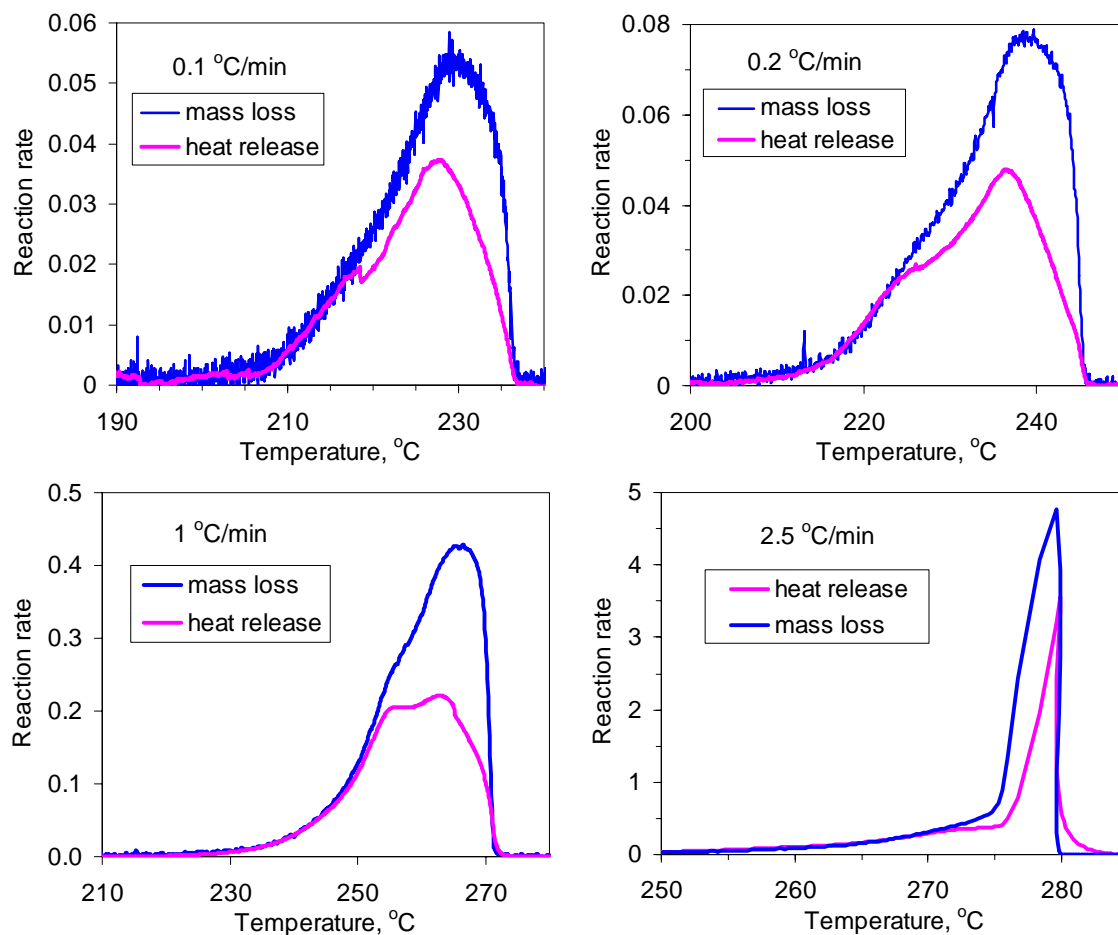 0.1 °C/min
mass loss
heat release
Reaction rate
0.06
0.05
0.04
0.03
0.02
0.01
0
190
210
230
Temperature, °C
0.2 °C/min
mass loss
heat release
Reaction rate
0.08
0.06
0.04
0.02
0
200
220
240
Temperature, °C
1 °C/min
mass loss
heat release
Reaction rate
0.5
0.4
0.3
0.2
0.1
0.0
210
230
250
270
Temperature, °C
2.5 °C/min
heat release
mass loss
Reaction rate
5
4
3
2
1
0
250
260
270
280
Temperature, °C